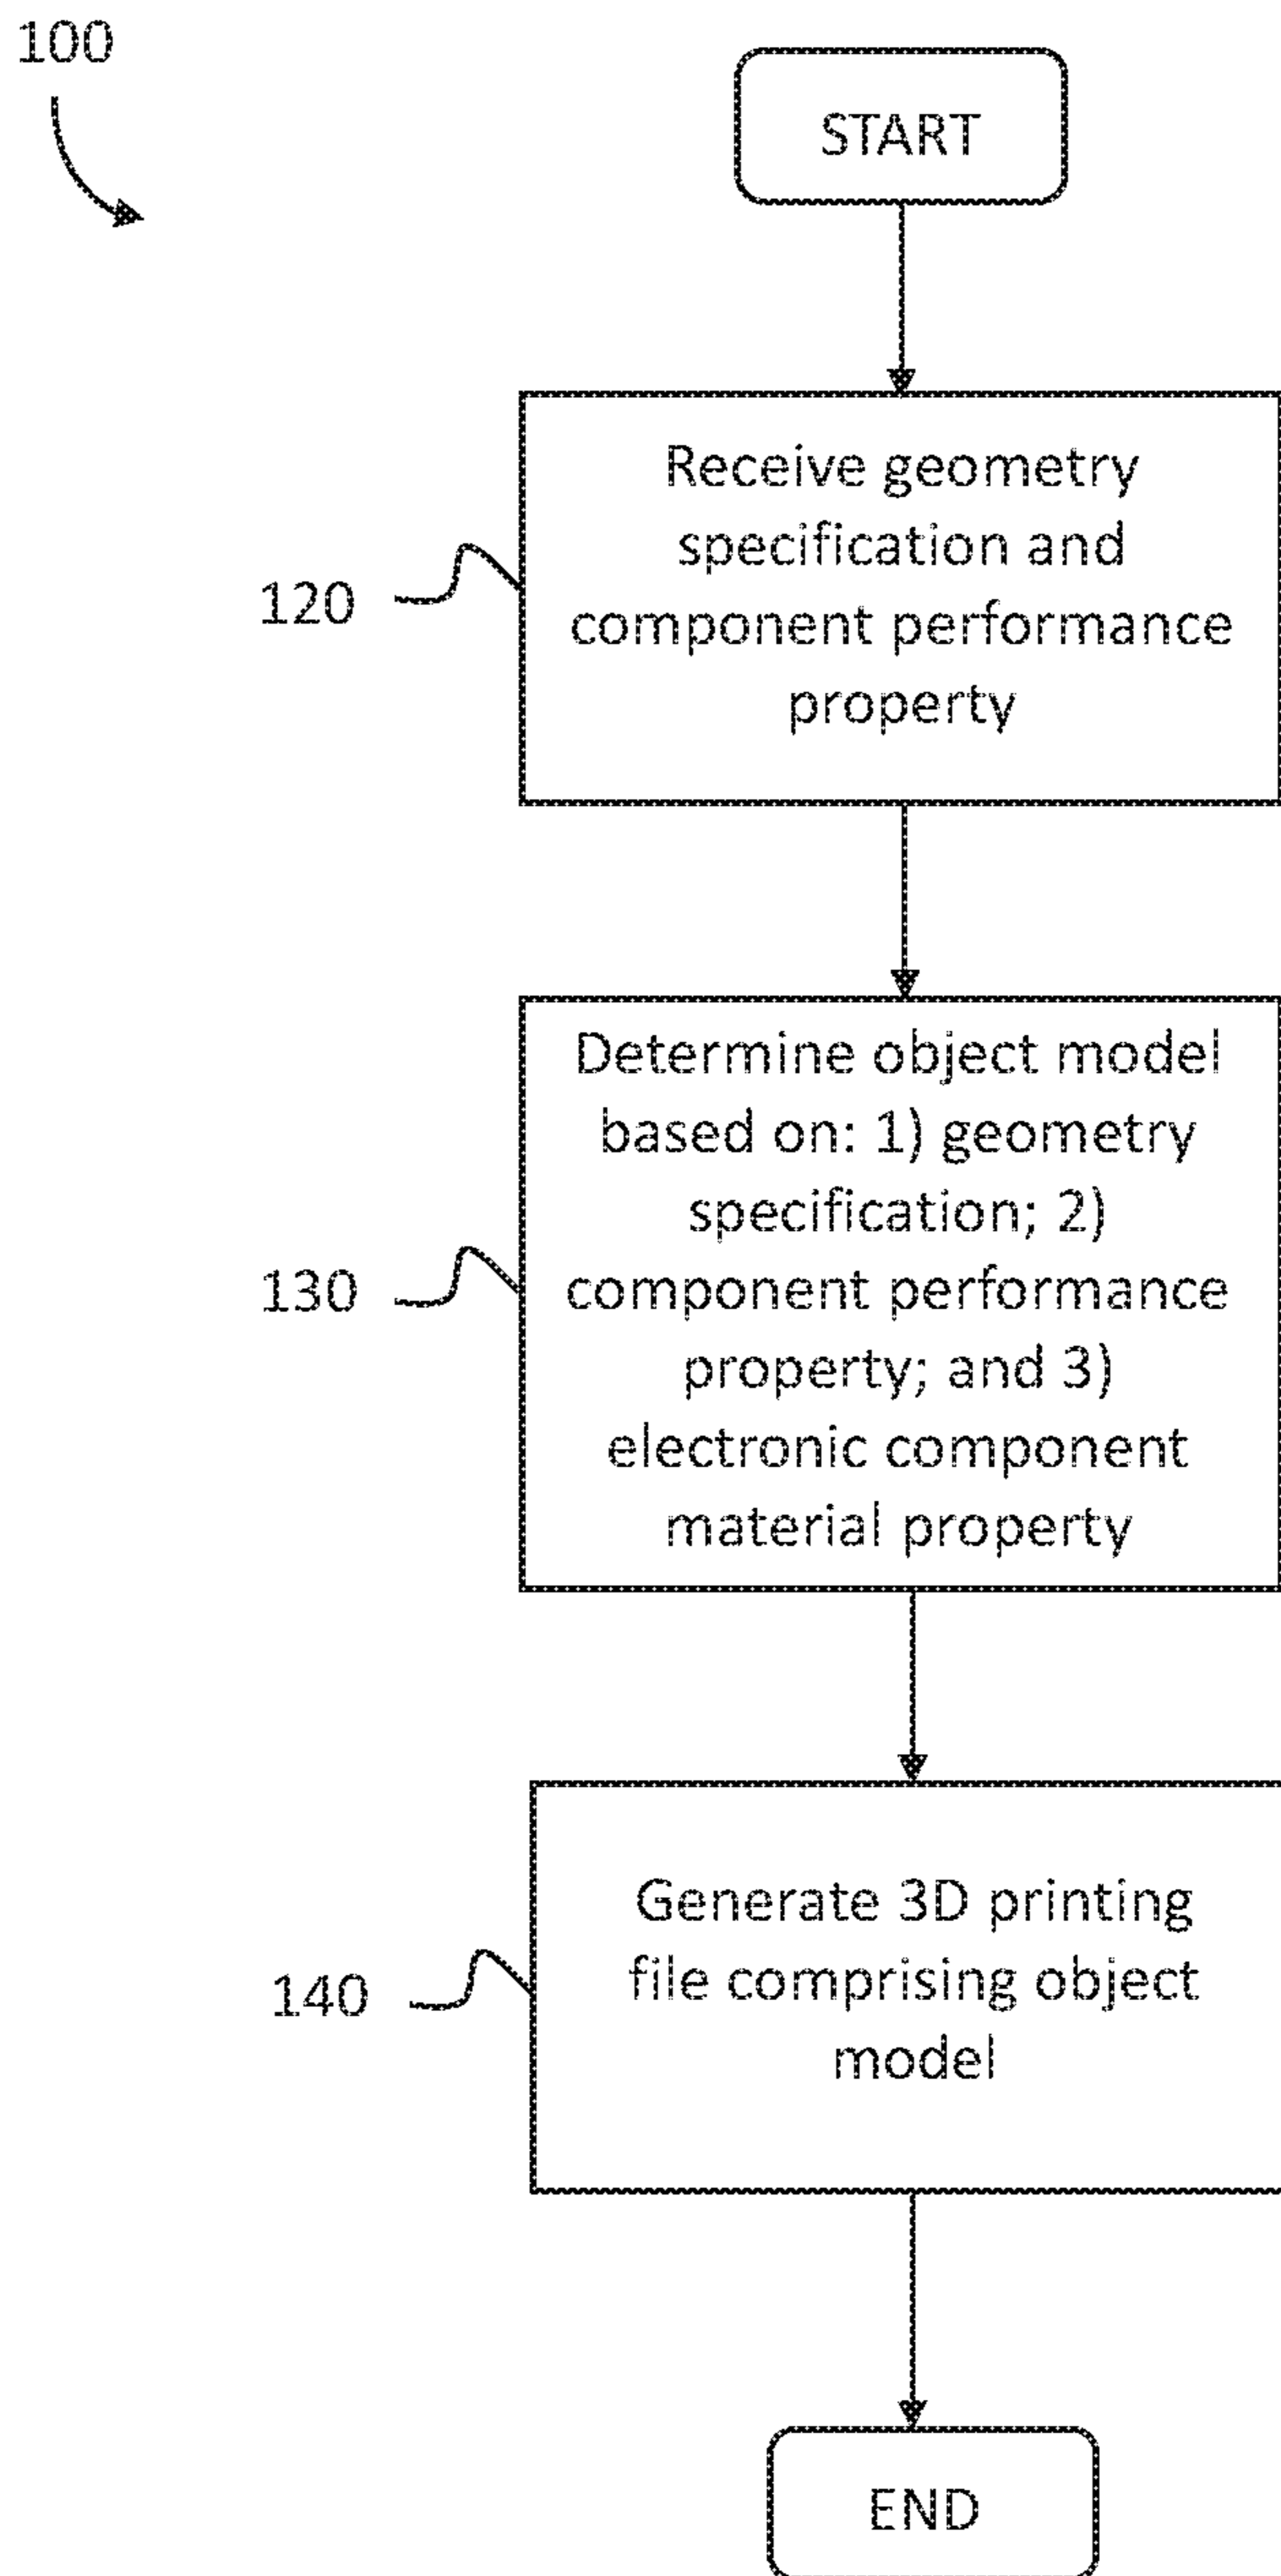 100
START
Receive geometry
specification and
component performance
property
120
Determine object model
based on: 1) geometry
specification; 2)
component performance
property; and 3)
electronic component
material property
130
Generate 3D printing
file comprising object
model
140
END